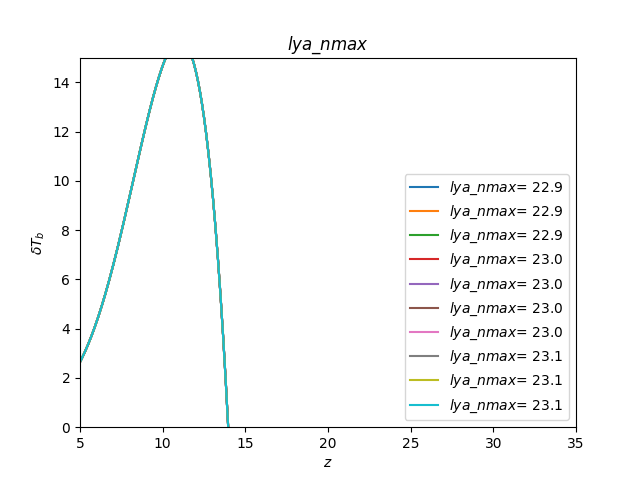 lya_nmax
14
12
10
8
6
4
2
0
δT_b
5 10 15 20 25 30 35
z
lya_nmax= 22.9
lya_nmax= 22.9
lya_nmax= 22.9
lya_nmax= 23.0
lya_nmax= 23.0
lya_nmax= 23.0
lya_nmax= 23.0
lya_nmax= 23.1
lya_nmax= 23.1
lya_nmax= 23.1